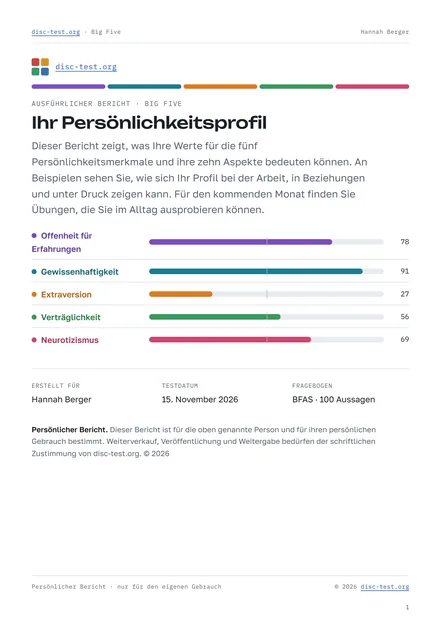 disc-test.org · Big Five
Hannah Berger
disc-test.org
AUSFÜHRLICHER BERICHT · BIG FIVE
Ihr Persönlichkeitsprofil
Dieser Bericht zeigt, was Ihre Werte für die fünf
Persönlichkeitsmerkmale und ihre zehn Aspekte bedeuten können. An
Beispielen sehen Sie, wie sich Ihr Profil bei der Arbeit, in Beziehungen
und unter Druck zeigen kann. Für den kommenden Monat finden Sie
Übungen, die Sie im Alltag ausprobieren können.
Offenheit für
Erfahrungen
78
Gewissenhaftigkeit
91
Extraversion
27
Verträglichkeit
56
Neurotizismus
69
ERSTELLT FÜR
Hannah Berger
TESTDATUM
15. November 2026
FRAGEBOGEN
BFAS · 100 Aussagen
Persönlicher Bericht. Dieser Bericht ist für die oben genannte Person und für ihren persönlichen
Gebrauch bestimmt. Weiterverkauf, Veröffentlichung und Weitergabe bedürfen der schriftlichen
Zustimmung von disc-test.org. © 2026
Persönlicher Bericht · nur für den eigenen Gebrauch
© 2026 disc-test.org
1